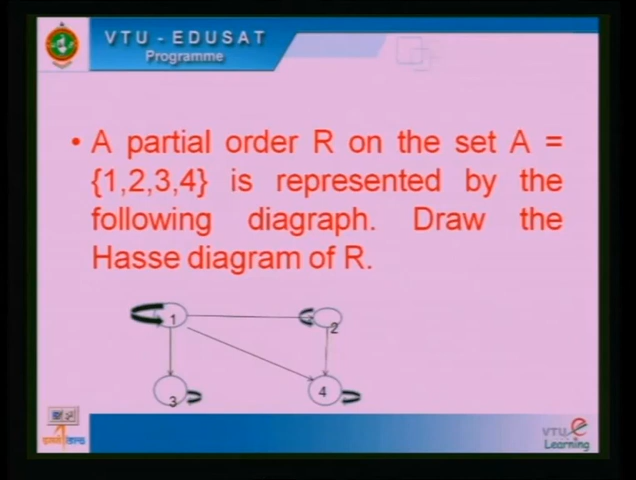 VTU - EDUSAT
Programme
• A partial order R on the set A =
{1,2,3,4} is represented by the
following diagraph. Draw the
Hasse diagram of R.
1
2
3
4
VTU e
Learning